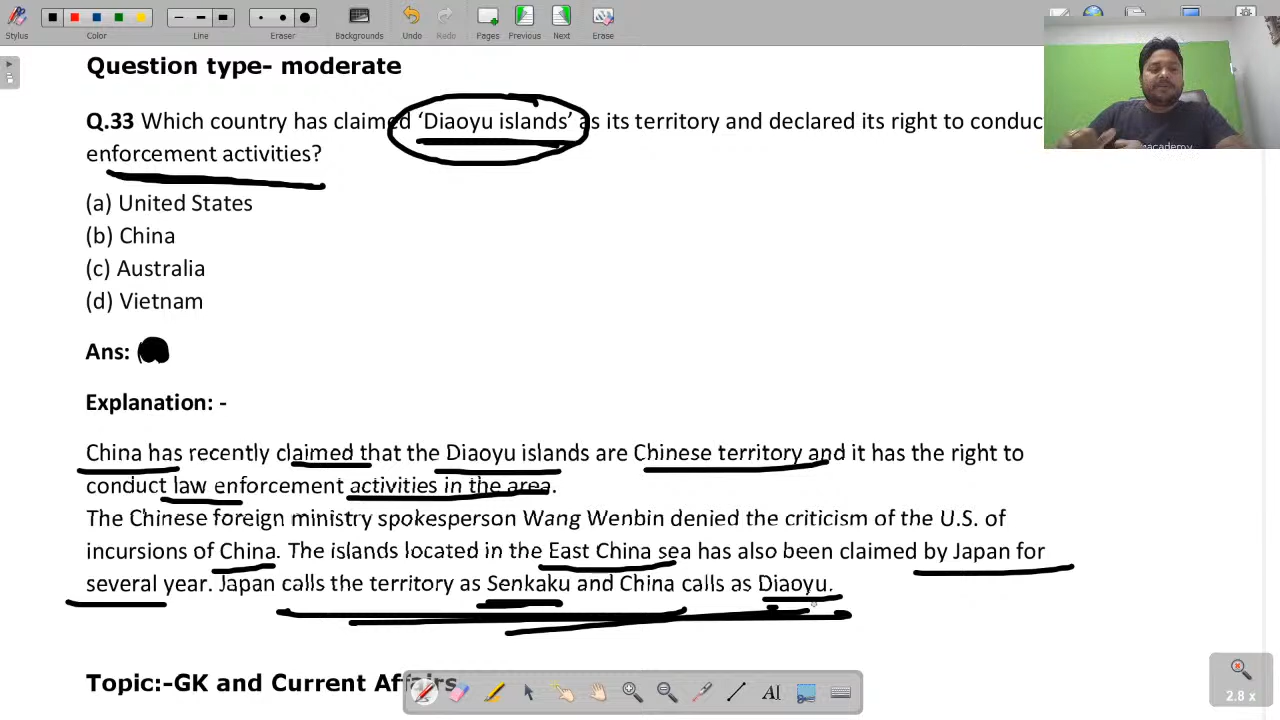 Stylus
Color
Line
Eraser
Backgrounds
Undo
Redo
Pages
Previous
Next
Erase
Question type- moderate
Q.33 Which country has claimed ‘Diaoyu islands’ as its territory and declared its right to conduc
enforcement activities?
(a) United States
(b) China
(c) Australia
(d) Vietnam
Ans:
Explanation: -
China has recently claimed that the Diaoyu islands are Chinese territory and it has the right to
conduct law enforcement activities in the area.
The Chinese foreign ministry spokesperson Wang Wenbin denied the criticism of the U.S. of
incursions of China. The islands located in the East China sea has also been claimed by Japan for
several year. Japan calls the territory as Senkaku and China calls as Diaoyu.
Topic:-GK and Current Affairs
AI
2.8 x